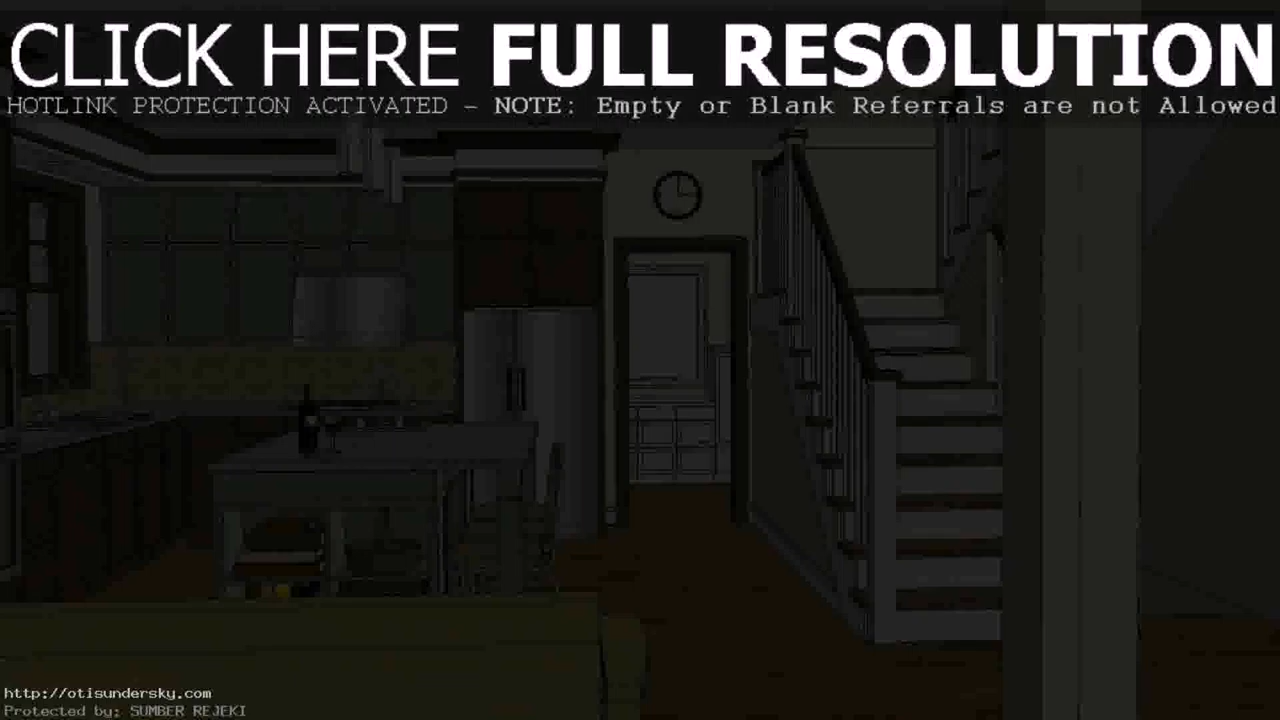 CLICK HERE FULL RESOLUTION
HOTLINK PROTECTION ACTIVATED - NOTE: Empty or Blank Referrals are not Allowed
http://otisundersky.com
Protected by; SUMBER REJEKI